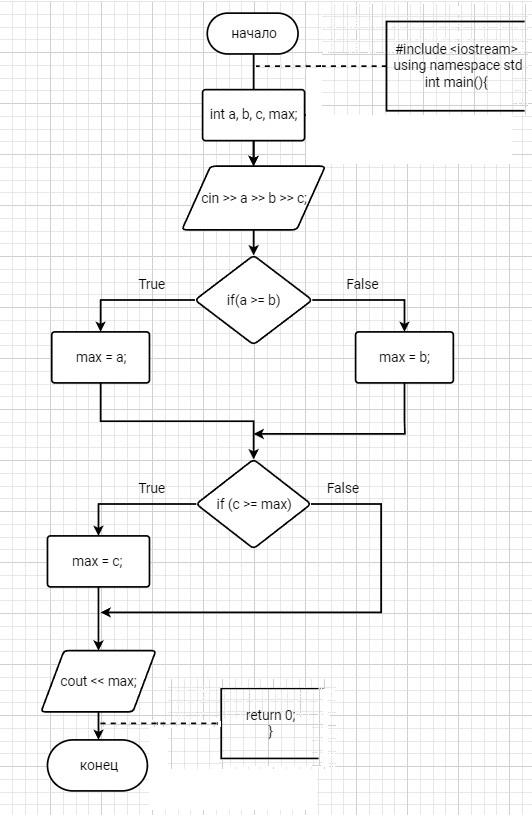 начало
#include <iostream>
using namespace std
int main(){
int a, b, c, max;
cin >> a >> b >> c;
True
False
if(a >= b)
max = a;
max = b;
True
False
if (c >= max)
max = c;
cout << max;
return 0;
}
конец